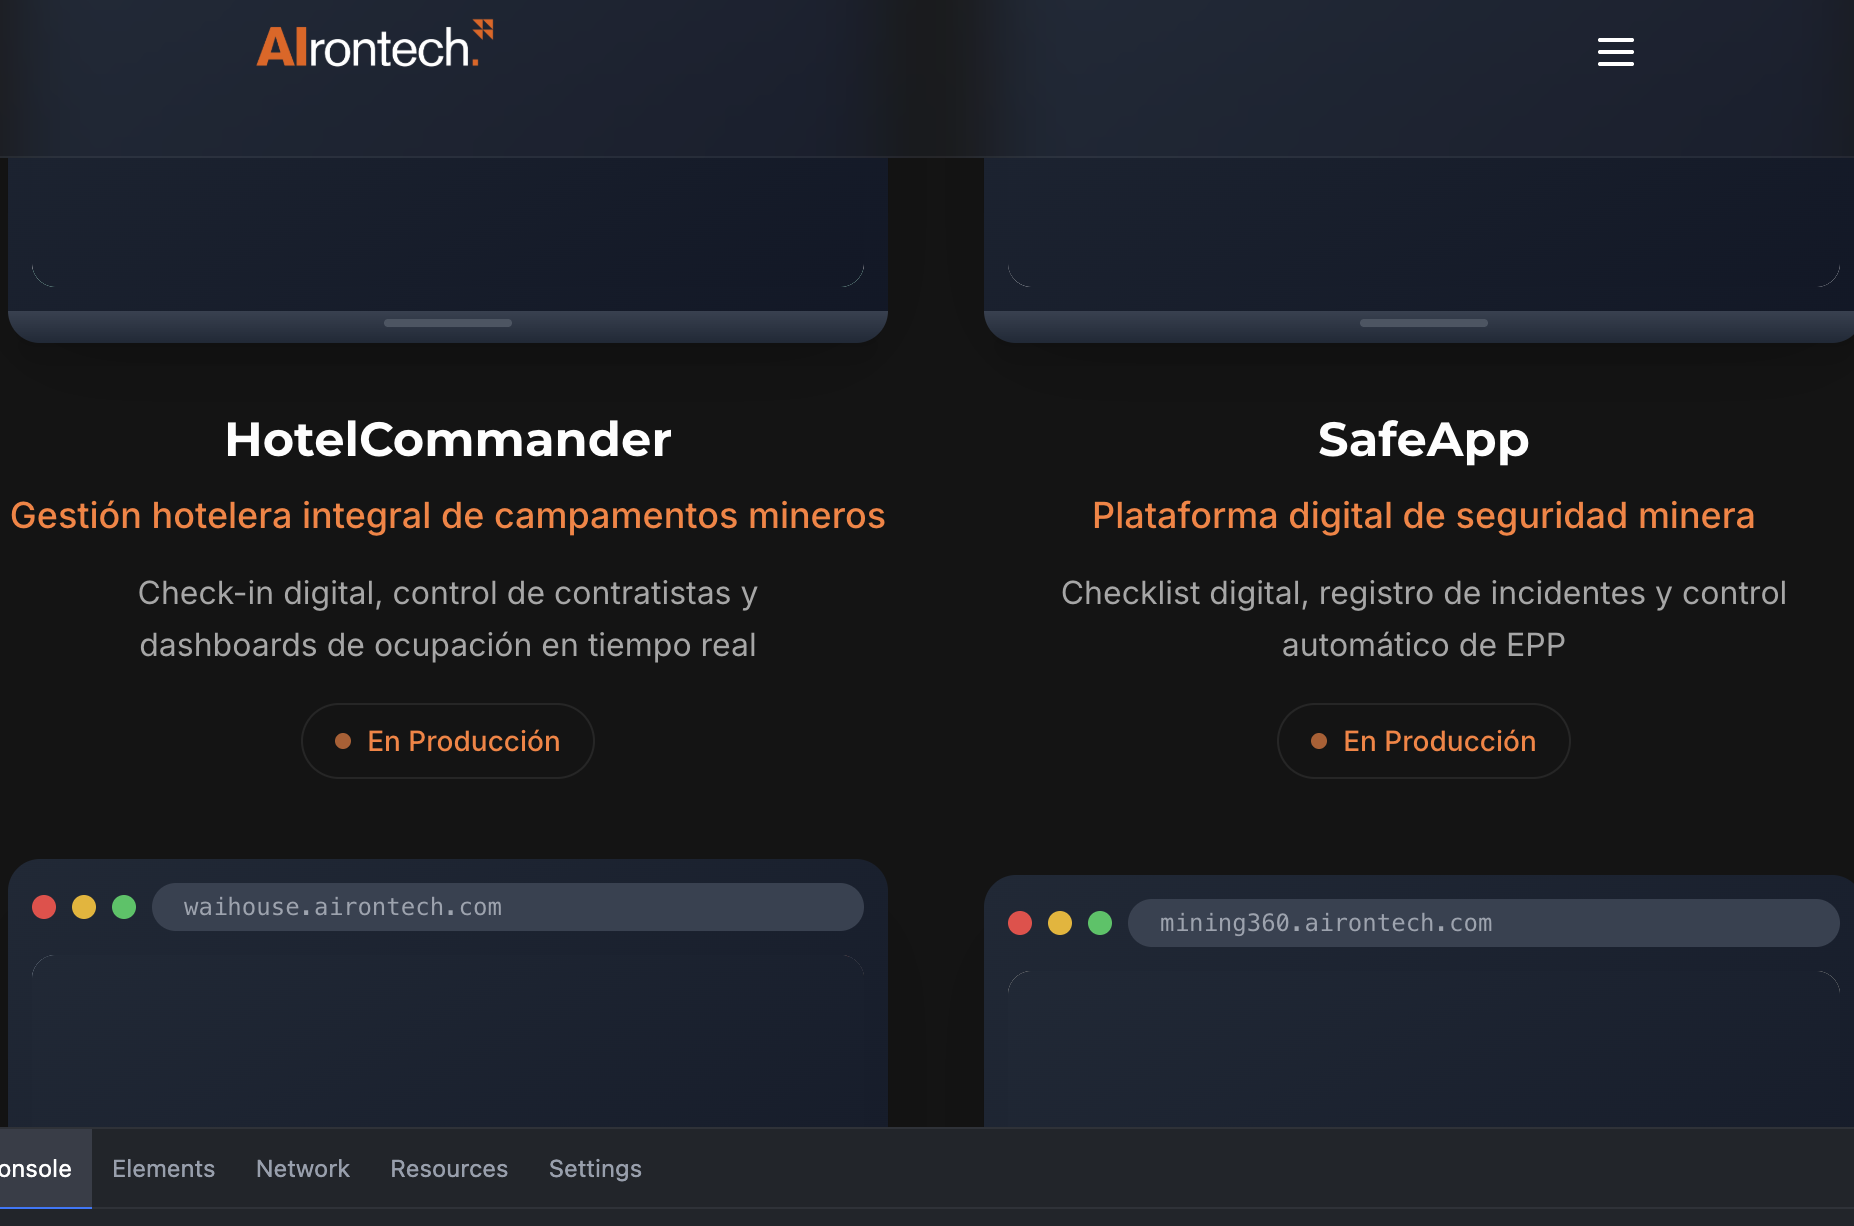 AIrontech.
HotelCommander
Gestión hotelera integral de campamentos mineros
Check-in digital, control de contratistas y
dashboards de ocupación en tiempo real
En Producción
SafeApp
Plataforma digital de seguridad minera
Checklist digital, registro de incidentes y control
automático de EPP
En Producción
waihouse.airontech.com
mining360.airontech.com
onsole Elements Network Resources Settings